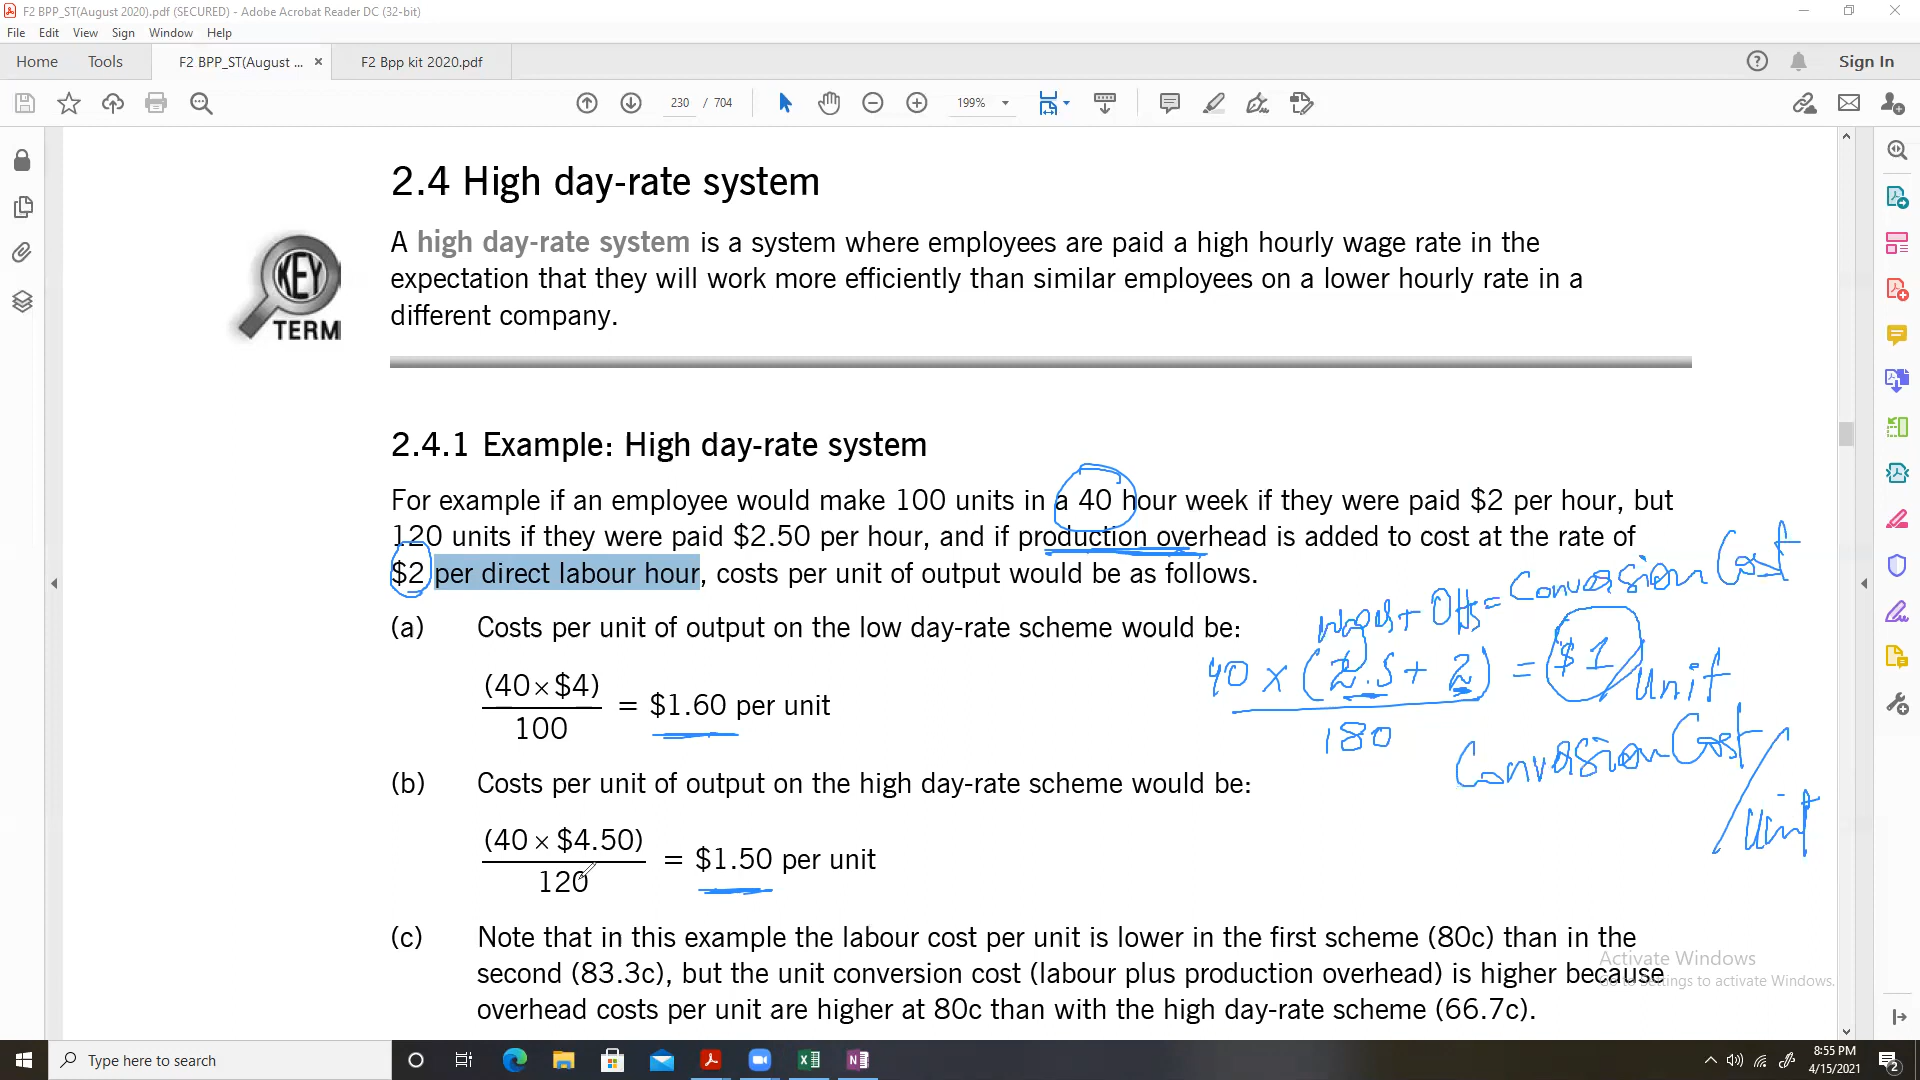 F2 BPP_ST(August 2020).pdf (SECURED) - Adobe Acrobat Reader DC (32-bit)
File Edit View Sign Window Help
Home Tools F2 BPP_ST(August ... × F2 Bpp kit 2020.pdf Sign In
230 / 704 199%
2.4 High day-rate system
KEY
TERM
A high day-rate system is a system where employees are paid a high hourly wage rate in the
expectation that they will work more efficiently than similar employees on a lower hourly rate in a
different company.
2.4.1 Example: High day-rate system
For example if an employee would make 100 units in a 40 hour week if they were paid $2 per hour, but
120 units if they were paid $2.50 per hour, and if production overhead is added to cost at the rate of
$2 per direct labour hour, costs per unit of output would be as follows.
Wages + OHs = Conversion Cost
(a) Costs per unit of output on the low day-rate scheme would be:
40 × (2.5 + 2) = $1/unit
180
(40 × $4)
100
= $1.60 per unit
Conversion Cost/unit
(b) Costs per unit of output on the high day-rate scheme would be:
(40 × $4.50)
120
= $1.50 per unit
(c) Note that in this example the labour cost per unit is lower in the first scheme (80c) than in the
second (83.3c), but the unit conversion cost (labour plus production overhead) is higher because
overhead costs per unit are higher at 80c than with the high day-rate scheme (66.7c).
Activate Windows
Go to Settings to activate Windows.
Type here to search
8:55 PM
4/15/2021
2